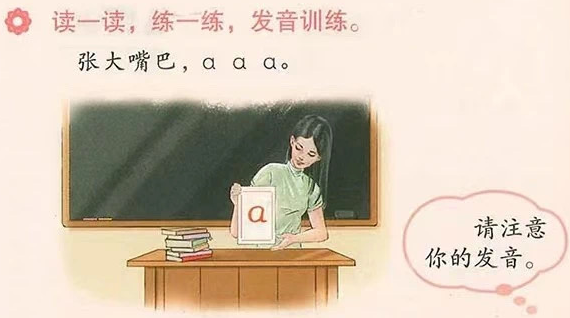 读一读，练一练，发音训练。
张大嘴巴，ɑ ɑ ɑ。
ɑ
请注意
你的发音。